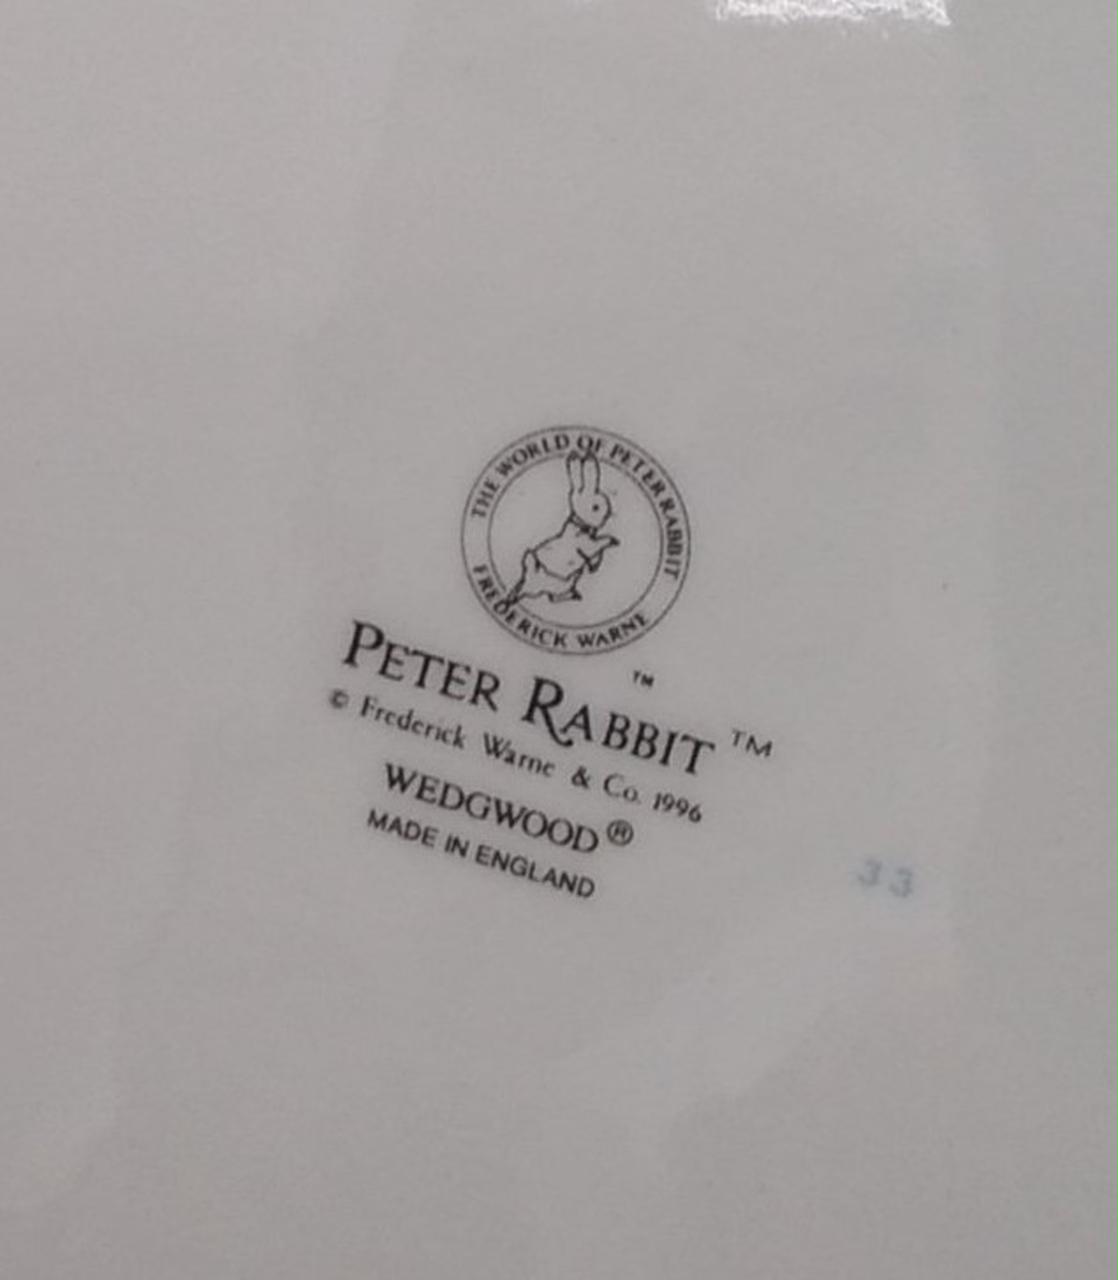 THE WORLD OF PETER RABBIT
FREDERICK WARNE
TM
PETER RABBIT TM
© Frederick Warne & Co. 1996
WEDGWOOD®
MADE IN ENGLAND
33